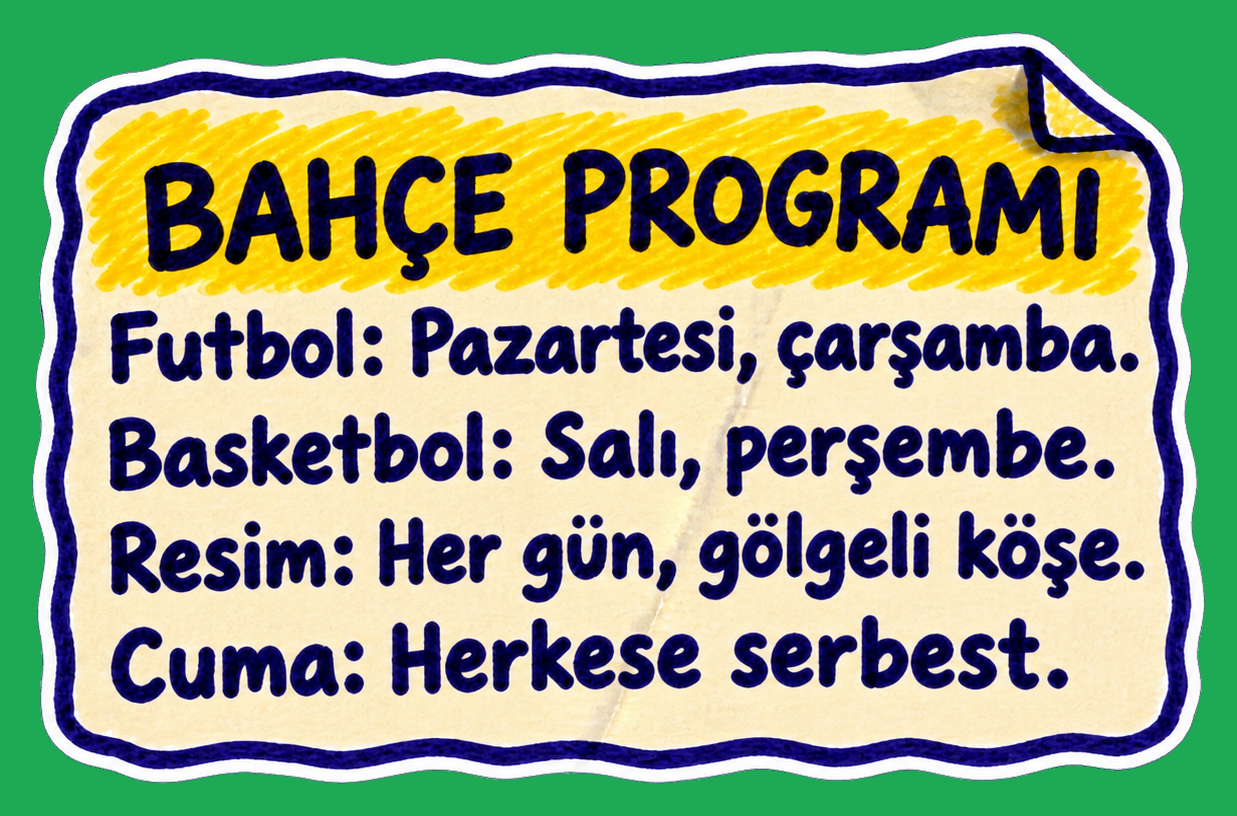 BAHÇE PROGRAMI
Futbol: Pazartesi, çarşamba.
Basketbol: Salı, perşembe.
Resim: Her gün, gölgeli köşe.
Cuma: Herkese serbest.